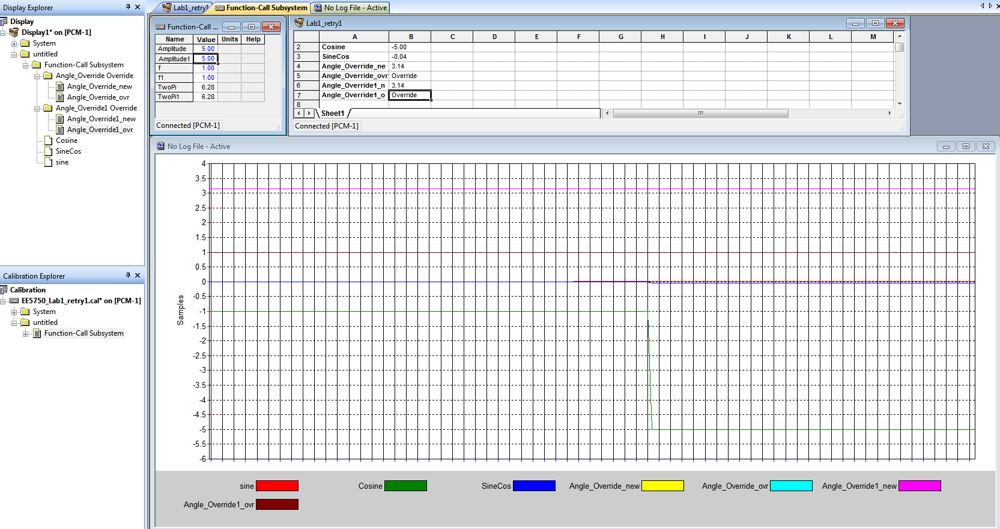 Display Explorer
Display
Display1* on [PCM-1]
System
untitled
Function-Call Subsystem
Angle_Override Override
Angle_Override_new
Angle_Override_ovr
Angle_Override1 Override
Angle_Override1_new
Angle_Override1_ovr
Cosine
SineCos
sine
Calibration Explorer
Calibration
EE5750_Lab1_retry1.cal* on [PCM-1]
System
untitled
Function-Call Subsystem
Lab1_retry1 Function-Call Subsystem No Log File - Active
Function-Call ...
Name Value Units Help
Amplitude 5.00
Amplitude1 5.00
f 1.00
f1 1.00
TwoPi 6.28
TwoPi1 6.28
Connected [PCM-1]
Lab1_retry1
A B C D E F G H I J K L M
2 Cosine -5.00
3 SineCos -0.04
4 Angle_Override_ne 3.14
5 Angle_Override_ovr Override
6 Angle_Override1_n 3.14
7 Angle_Override1_o Override
8
Sheet1
Connected [PCM-1]
No Log File - Active
4
3.5
3
2.5
2
1.5
1
0.5
0
-0.5
-1
-1.5
-2
-2.5
-3
-3.5
-4
-4.5
-5
-5.5
-6
Samples
sine Cosine SineCos Angle_Override_new Angle_Override_ovr Angle_Override1_new
Angle_Override1_ovr